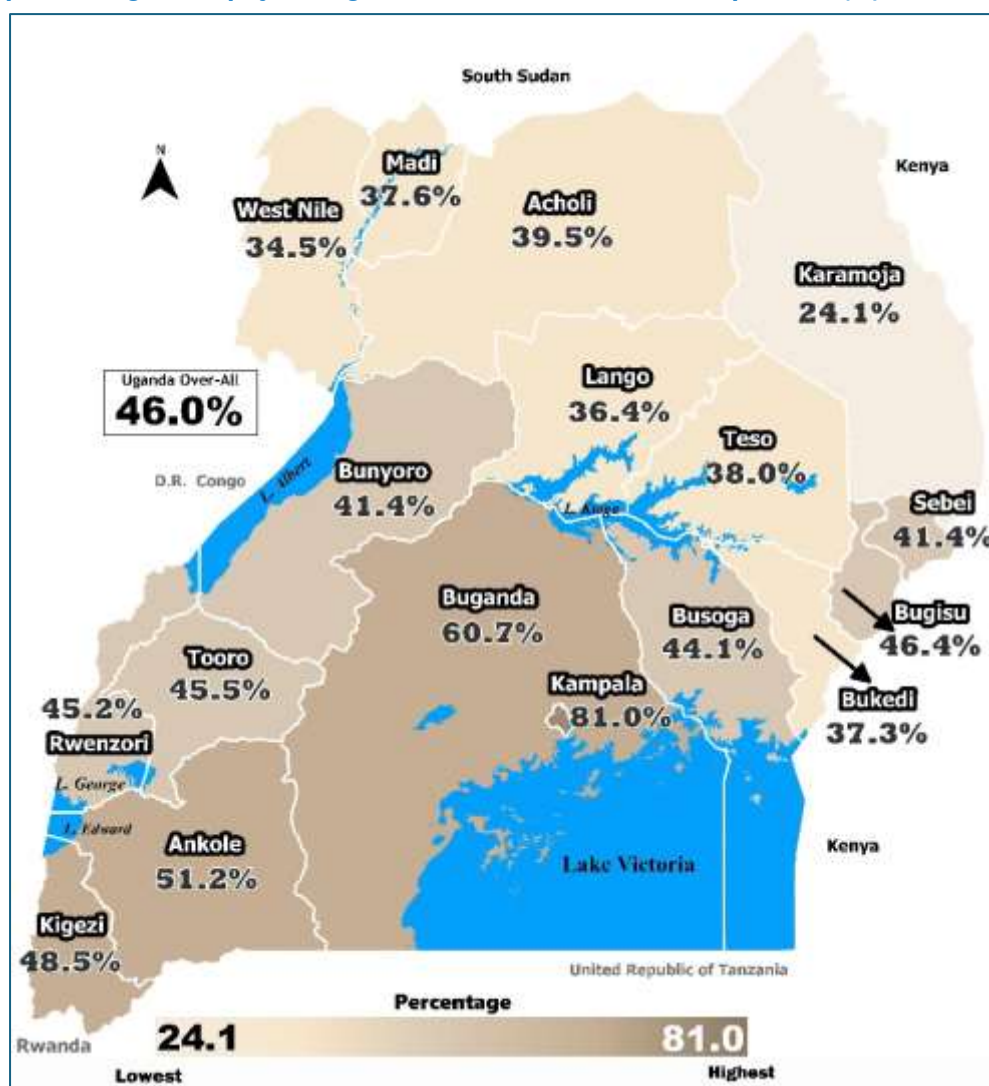 South Sudan
N
Madi
37.6%
Kenya
West Nile
34.5%
Acholi
39.5%
Karamoja
24.1%
Uganda Over-All
46.0%
Lango
36.4%
Teso
38.0%
D.R. Congo
L. Albert
Bunyoro
41.4%
L. Kioga
Sebei
41.4%
Buganda
60.7%
Busoga
44.1%
Bugisu
46.4%
Tooro
45.5%
Kampala
81.0%
Bukedi
37.3%
45.2%
Rwenzori
L. George
L. Edward
Ankole
51.2%
Lake Victoria
Kenya
Kigezi
48.5%
United Republic of Tanzania
Percentage
24.1
81.0
Rwanda
Lowest
Highest